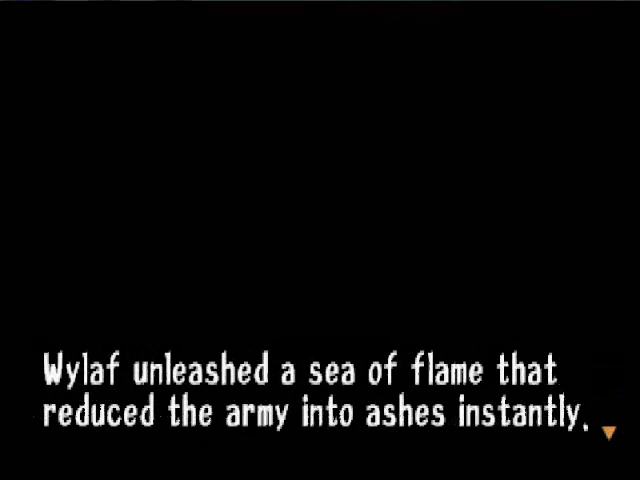 Wylaf unleashed a sea of flame that
reduced the army into ashes instantly.